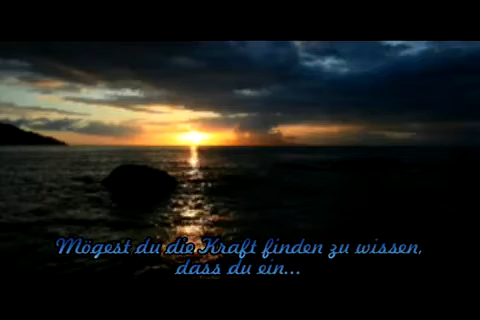 Mögest du die Kraft finden zu wissen,
dass du ein...